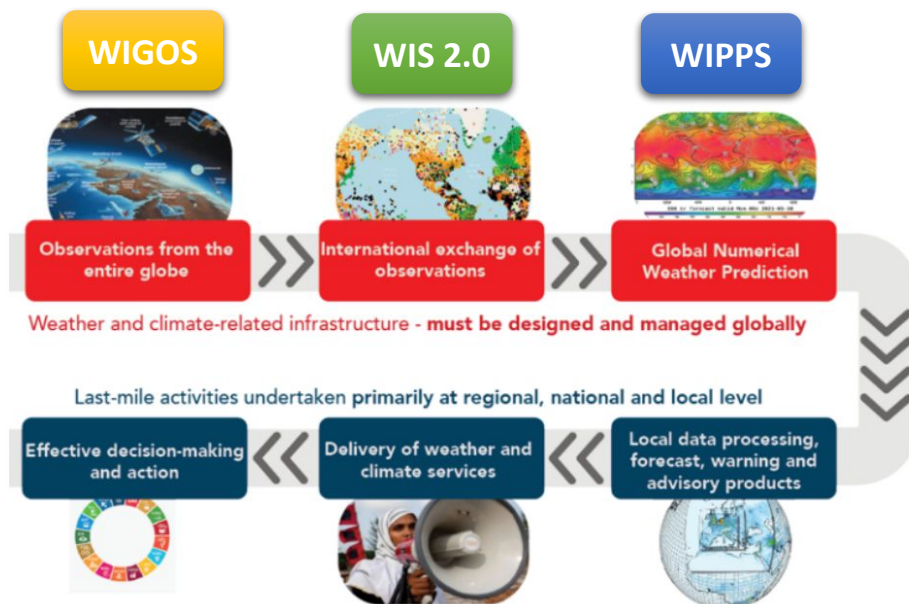 WIGOS
WIS 2.0
WIPPS
Observations from the
entire globe
International exchange of
observations
Global Numerical
Weather Prediction
Weather and climate-related infrastructure - must be designed and managed globally
Last-mile activities undertaken primarily at regional, national and local level
Effective decision-making
and action
Delivery of weather and
climate services
Local data processing,
forecast, warning and
advisory products